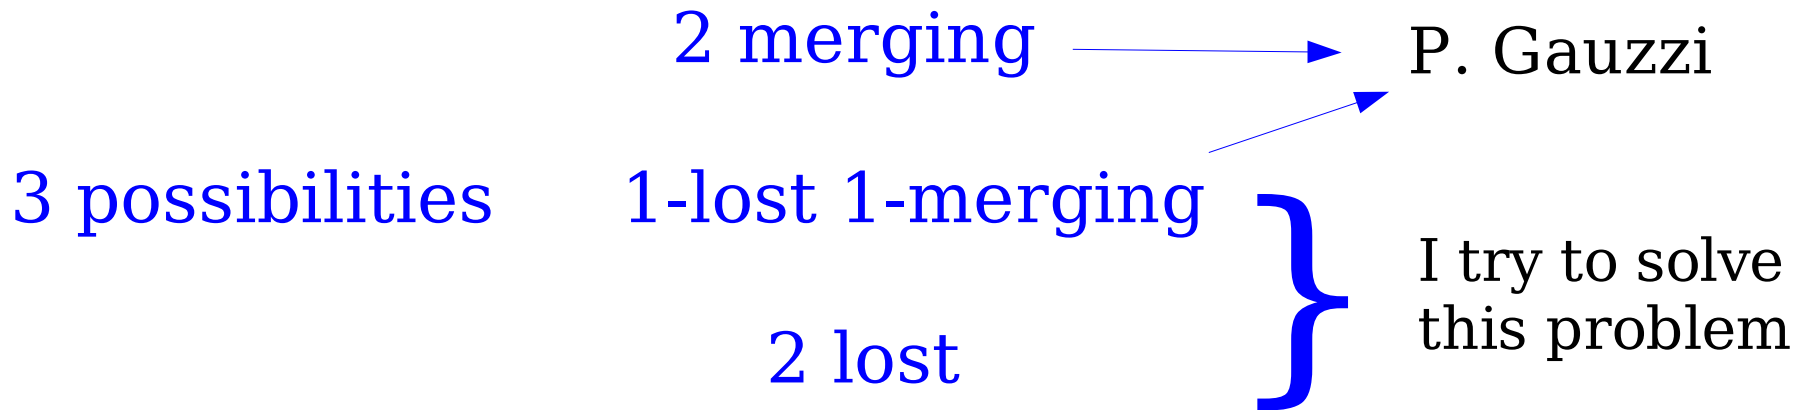 2 merging
P. Gauzzi
3 possibilities
1-lost 1-merging
I try to solve
this problem
2 lost